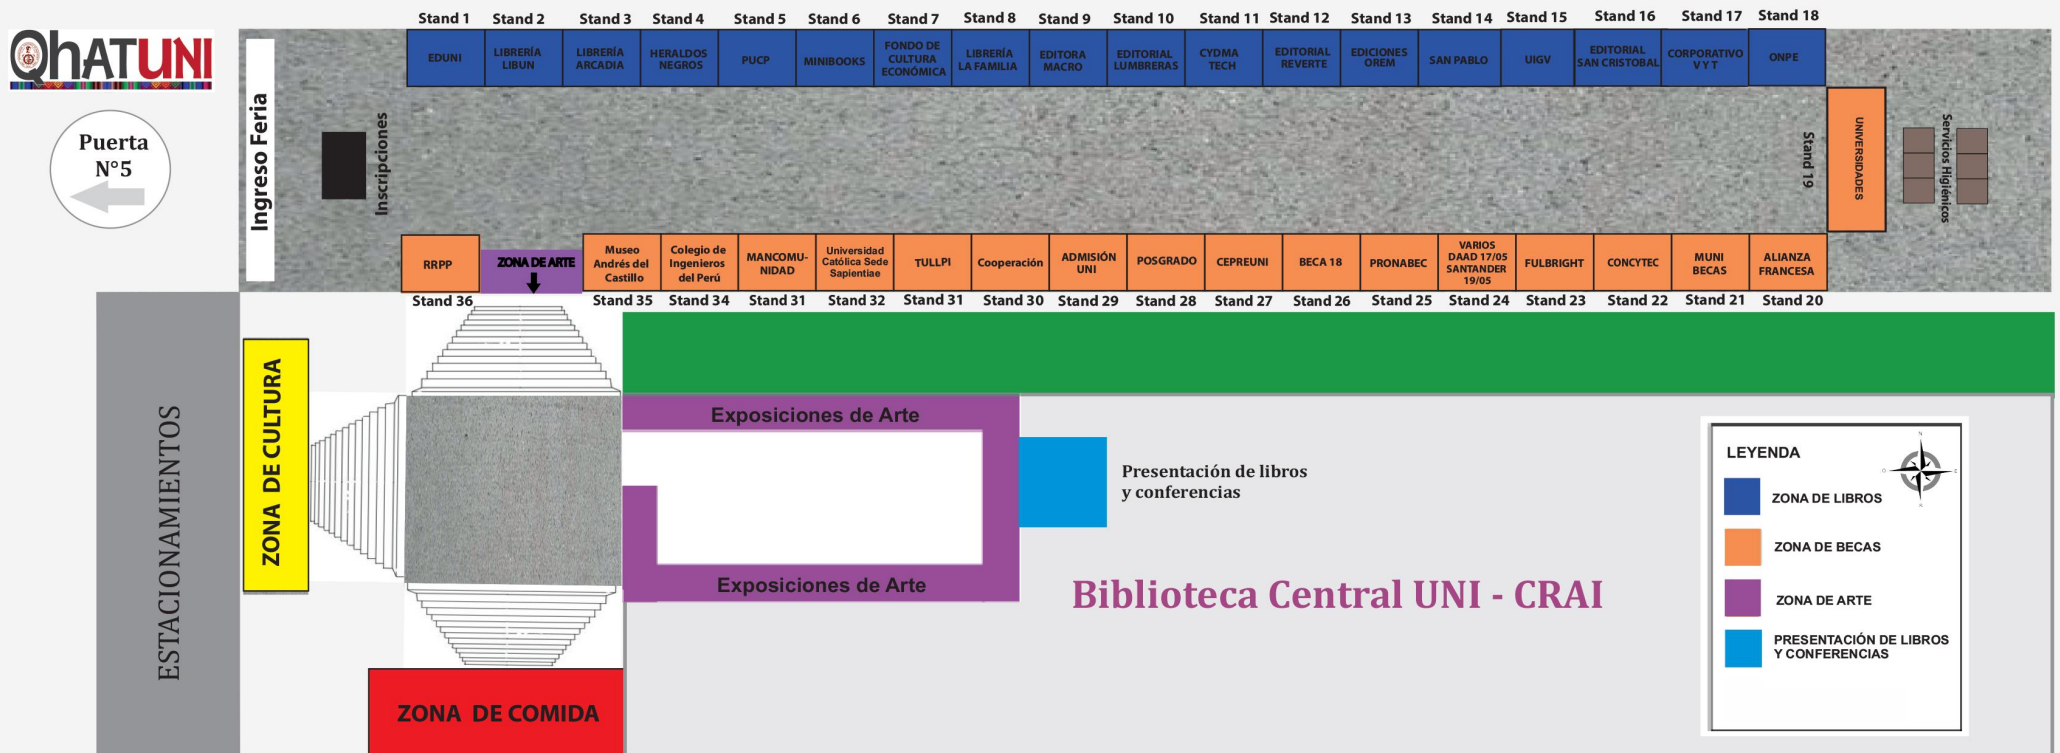 QhATUNI
Puerta
N°5
Ingreso Feria
Inscripciones
Stand 1
Stand 2
Stand 3
Stand 4
Stand 5
Stand 6
Stand 7
Stand 8
Stand 9
Stand 10
Stand 11
Stand 12
Stand 13
Stand 14
Stand 15
Stand 16
Stand 17
Stand 18
EDUNI
LIBRERÍA
LIBUN
LIBRERÍA
ARCADIA
HERALDOS
NEGROS
PUCP
MINIBOOKS
FONDO DE
CULTURA
ECONÓMICA
LIBRERÍA
LA FAMILIA
EDITORA
MACRO
EDITORIAL
LUMBRERAS
CYDMA
TECH
EDITORIAL
REVERTE
EDICIONES
OREM
SAN PABLO
UIGV
EDITORIAL
SAN CRISTOBAL
CORPORATIVO
V Y T
ONPE
Stand 19
UNIVERSIDADES
Servicios Higiénicos
RRPP
ZONA DE ARTE
Museo
Andrés del
Castillo
Colegio de
Ingenieros
del Perú
MANCOMU-
NIDAD
Universidad
Católica Sede
Sapientiae
TULLPI
Cooperación
ADMISIÓN
UNI
POSGRADO
CEPREUNI
BECA 18
PRONABEC
VARIOS
DAAD 17/05
SANTANDER
19/05
FULBRIGHT
CONCYTEC
MUNI
BECAS
ALIANZA
FRANCESA
Stand 36
Stand 35
Stand 34
Stand 31
Stand 32
Stand 31
Stand 30
Stand 29
Stand 28
Stand 27
Stand 26
Stand 25
Stand 24
Stand 23
Stand 22
Stand 21
Stand 20
ESTACIONAMIENTOS
ZONA DE CULTURA
Exposiciones de Arte
Exposiciones de Arte
Presentación de libros
y conferencias
Biblioteca Central UNI - CRAI
ZONA DE COMIDA
LEYENDA
ZONA DE LIBROS
ZONA DE BECAS
ZONA DE ARTE
PRESENTACIÓN DE LIBROS
Y CONFERENCIAS